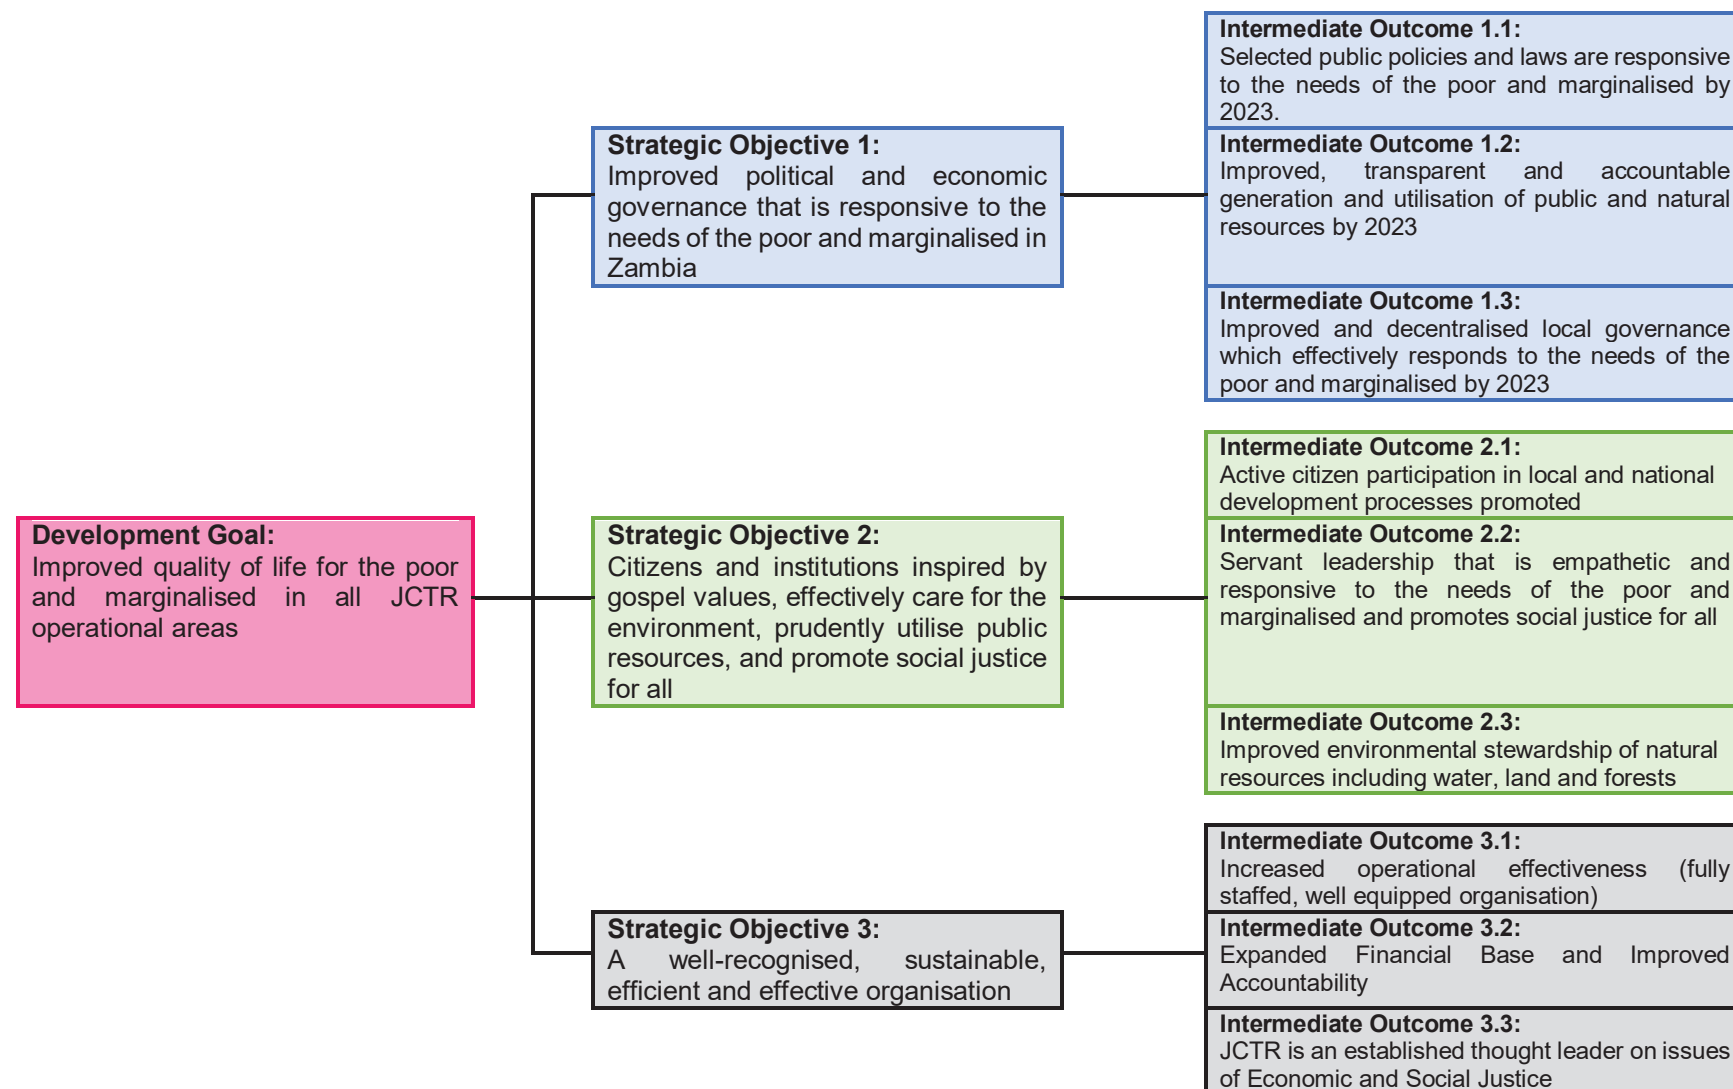 Development Goal:
Improved quality of life for the poor
and marginalised in all JCTR
operational areas
Strategic Objective 1:
Improved political and economic
governance that is responsive to the
needs of the poor and marginalised in
Zambia
Intermediate Outcome 1.1:
Selected public policies and laws are responsive
to the needs of the poor and marginalised by
2023.
Intermediate Outcome 1.2:
Improved, transparent and accountable
generation and utilisation of public and natural
resources by 2023
Intermediate Outcome 1.3:
Improved and decentralised local governance
which effectively responds to the needs of the
poor and marginalised by 2023
Strategic Objective 2:
Citizens and institutions inspired by
gospel values, effectively care for the
environment, prudently utilise public
resources, and promote social justice
for all
Intermediate Outcome 2.1:
Active citizen participation in local and national
development processes promoted
Intermediate Outcome 2.2:
Servant leadership that is empathetic and
responsive to the needs of the poor and
marginalised and promotes social justice for all
Intermediate Outcome 2.3:
Improved environmental stewardship of natural
resources including water, land and forests
Strategic Objective 3:
A well-recognised, sustainable,
efficient and effective organisation
Intermediate Outcome 3.1:
Increased operational effectiveness (fully
staffed, well equipped organisation)
Intermediate Outcome 3.2:
Expanded Financial Base and Improved
Accountability
Intermediate Outcome 3.3:
JCTR is an established thought leader on issues
of Economic and Social Justice